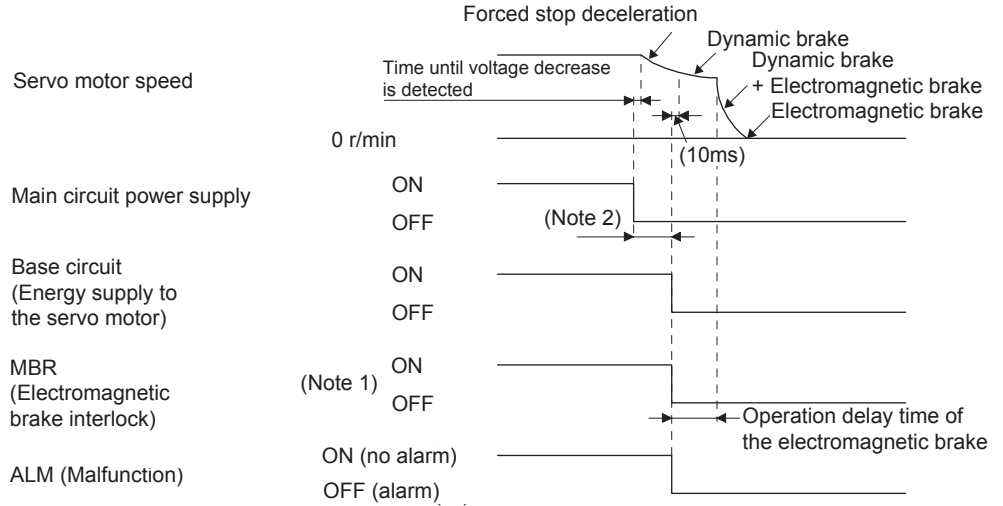 Forced stop deceleration
Dynamic brake
Dynamic brake
+ Electromagnetic brake
Electromagnetic brake
Servo motor speed
Time until voltage decrease
is detected
0 r/min
(10ms)
Main circuit power supply
ON
OFF
(Note 2)
Base circuit
(Energy supply to
the servo motor)
ON
OFF
MBR
(Electromagnetic
brake interlock)
(Note 1)
ON
OFF
Operation delay time of
the electromagnetic brake
ALM (Malfunction)
ON (no alarm)
OFF (alarm)